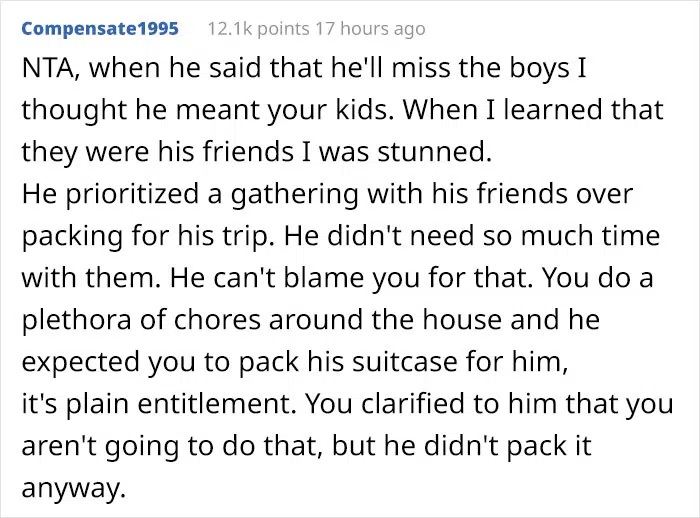 Compensate1995 12.1k points 17 hours ago
NTA, when he said that he'll miss the boys I
thought he meant your kids. When I learned that
they were his friends I was stunned.
He prioritized a gathering with his friends over
packing for his trip. He didn't need so much time
with them. He can't blame you for that. You do a
plethora of chores around the house and he
expected you to pack his suitcase for him,
it's plain entitlement. You clarified to him that you
aren't going to do that, but he didn't pack it
anyway.